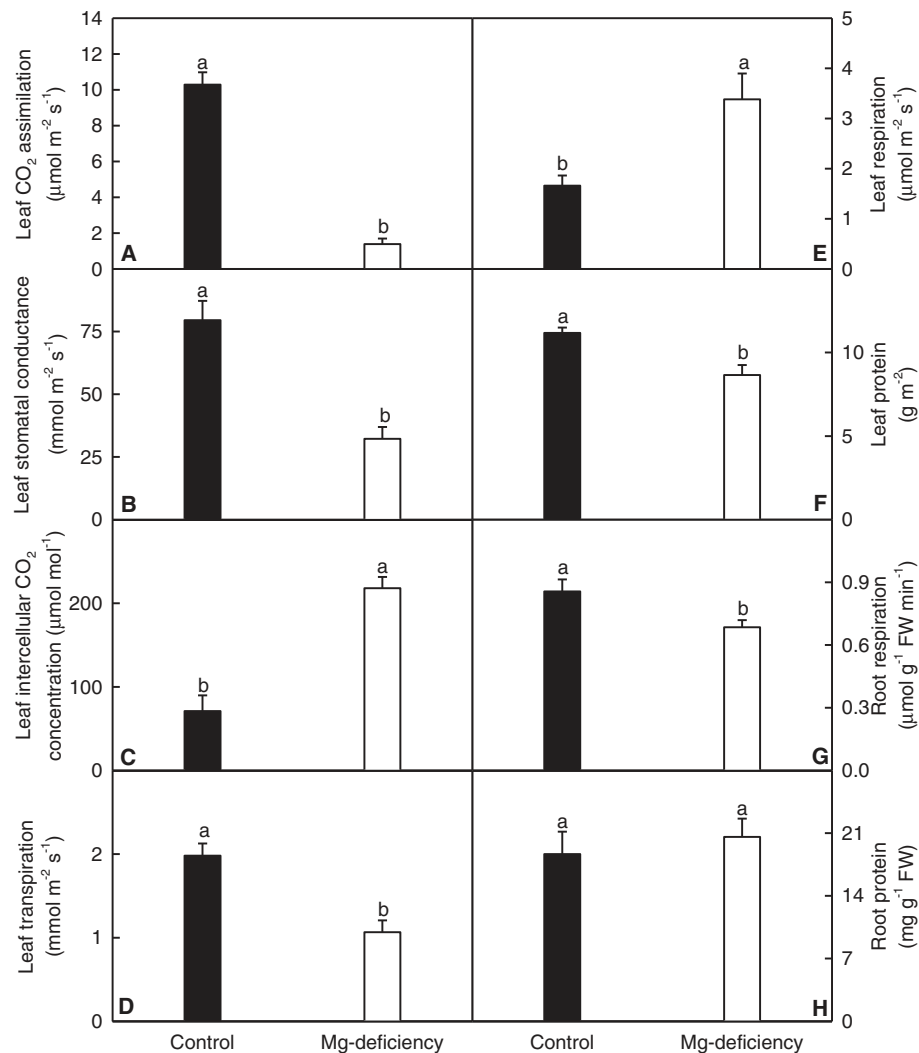 14
12
10
8
6
4
2
0
Leaf CO₂ assimilation
(μmol m⁻² s⁻¹)
a
b
A
5
4
3
2
1
0
Leaf respiration
(μmol m⁻² s⁻¹)
b
a
E
75
50
25
0
Leaf stomatal conductance
(mmol m⁻² s⁻¹)
a
b
B
10
5
0
Leaf protein
(g m⁻²)
a
b
F
200
100
0
Leaf intercellular CO₂
concentration (μmol mol⁻¹)
b
a
C
0.9
0.6
0.3
0.0
Root respiration
(μmol g⁻¹ FW min⁻¹)
a
b
G
2
1
0
Leaf transpiration
(mmol m⁻² s⁻¹)
a
b
D
21
14
7
0
Root protein
(mg g⁻¹ FW)
a
a
H
Control Mg-deficiency Control Mg-deficiency